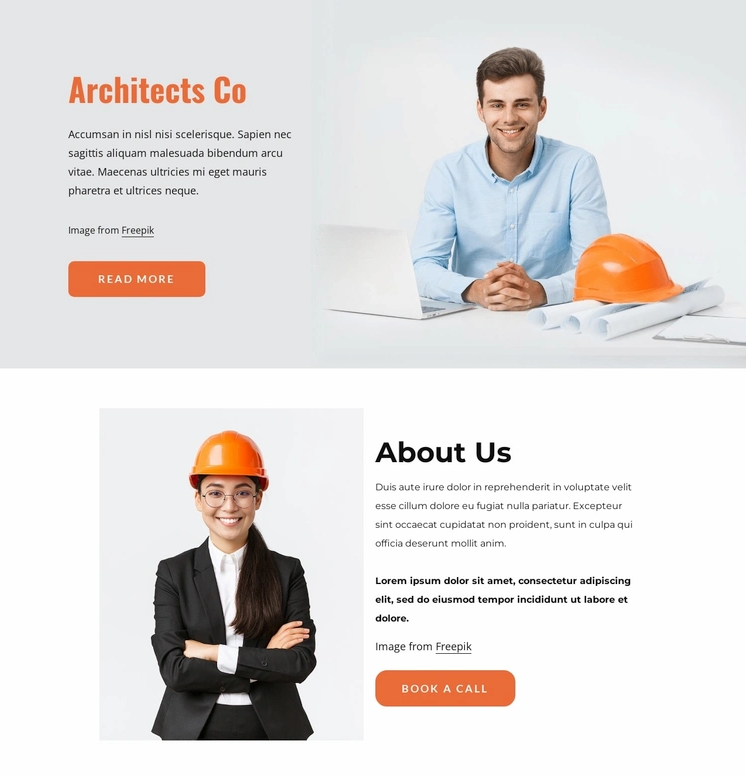 Architects Co
Accumsan in nisl nisi scelerisque. Sapien nec
sagittis aliquam malesuada bibendum arcu
vitae. Maecenas ultricies mi eget mauris
pharetra et ultrices neque.
Image from Freepik
READ MORE
About Us
Duis aute irure dolor in reprehenderit in voluptate velit
esse cillum dolore eu fugiat nulla pariatur. Excepteur
sint occaecat cupidatat non proident, sunt in culpa qui
officia deserunt mollit anim.
Lorem ipsum dolor sit amet, consectetur adipiscing
elit, sed do eiusmod tempor incididunt ut labore et
dolore.
Image from Freepik
BOOK A CALL